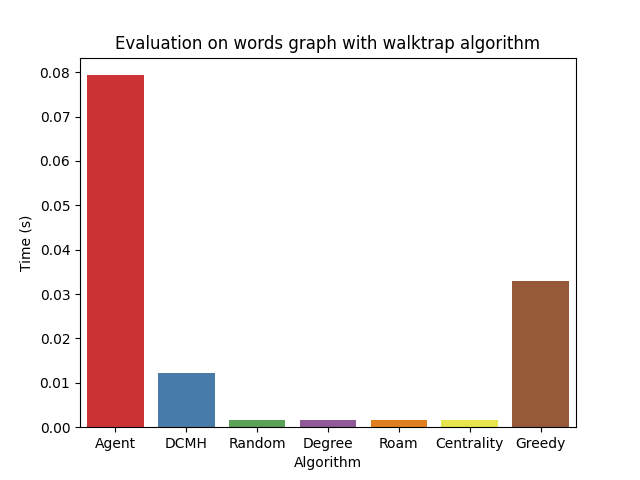 Evaluation on words graph with walktrap algorithm
0.08
0.07
0.06
0.05
0.04
0.03
0.02
0.01
0.00
Time (s)
Agent DCMH Random Degree Roam Centrality Greedy
Algorithm